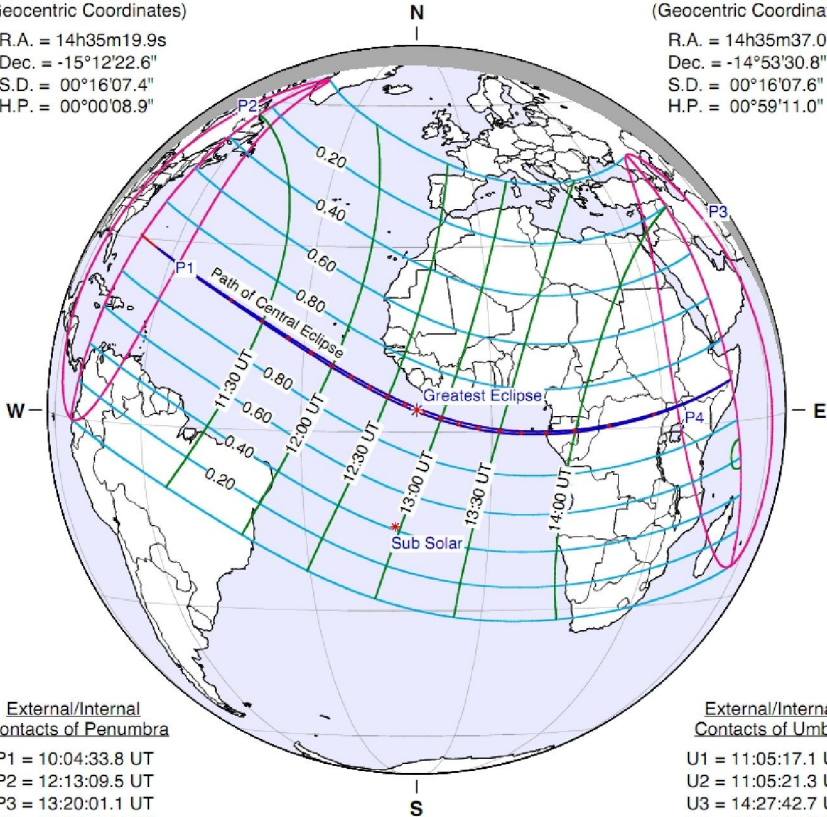 Geocentric Coordinates)
R.A. = 14h35m19.9s
Dec. = -15°12'22.6"
S.D. = 00°16'07.4"
H.P. = 00°00'08.9"
N
(Geocentric Coordina
R.A. = 14h35m37.0
Dec. = -14°53'30.8"
S.D. = 00°16'07.6"
H.P. = 00°59'11.0"
P2
P3
0.20
0.40
0.60
0.80
P1
Path of Central Eclipse
Greatest Eclipse
W
E
P4
0.80
0.60
0.40
0.20
11:30 UT
12:00 UT
12:30 UT
13:00 UT
13:30 UT
14:00 UT
Sub Solar
External/Internal
ontacts of Penumbra
P1 = 10:04:33.8 UT
P2 = 12:13:09.5 UT
P3 = 13:20:01.1 UT
S
External/Interna
Contacts of Umb
U1 = 11:05:17.1 U
U2 = 11:05:21.3 U
U3 = 14:27:42.7 U